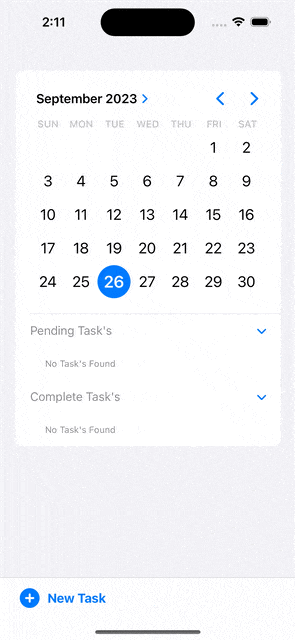 2:11
September 2023
SUN MON TUE WED THU FRI SAT
1 2
3 4 5 6 7 8 9
10 11 12 13 14 15 16
17 18 19 20 21 22 23
24 25 26 27 28 29 30
Pending Task's
No Task's Found
Complete Task's
No Task's Found
New Task